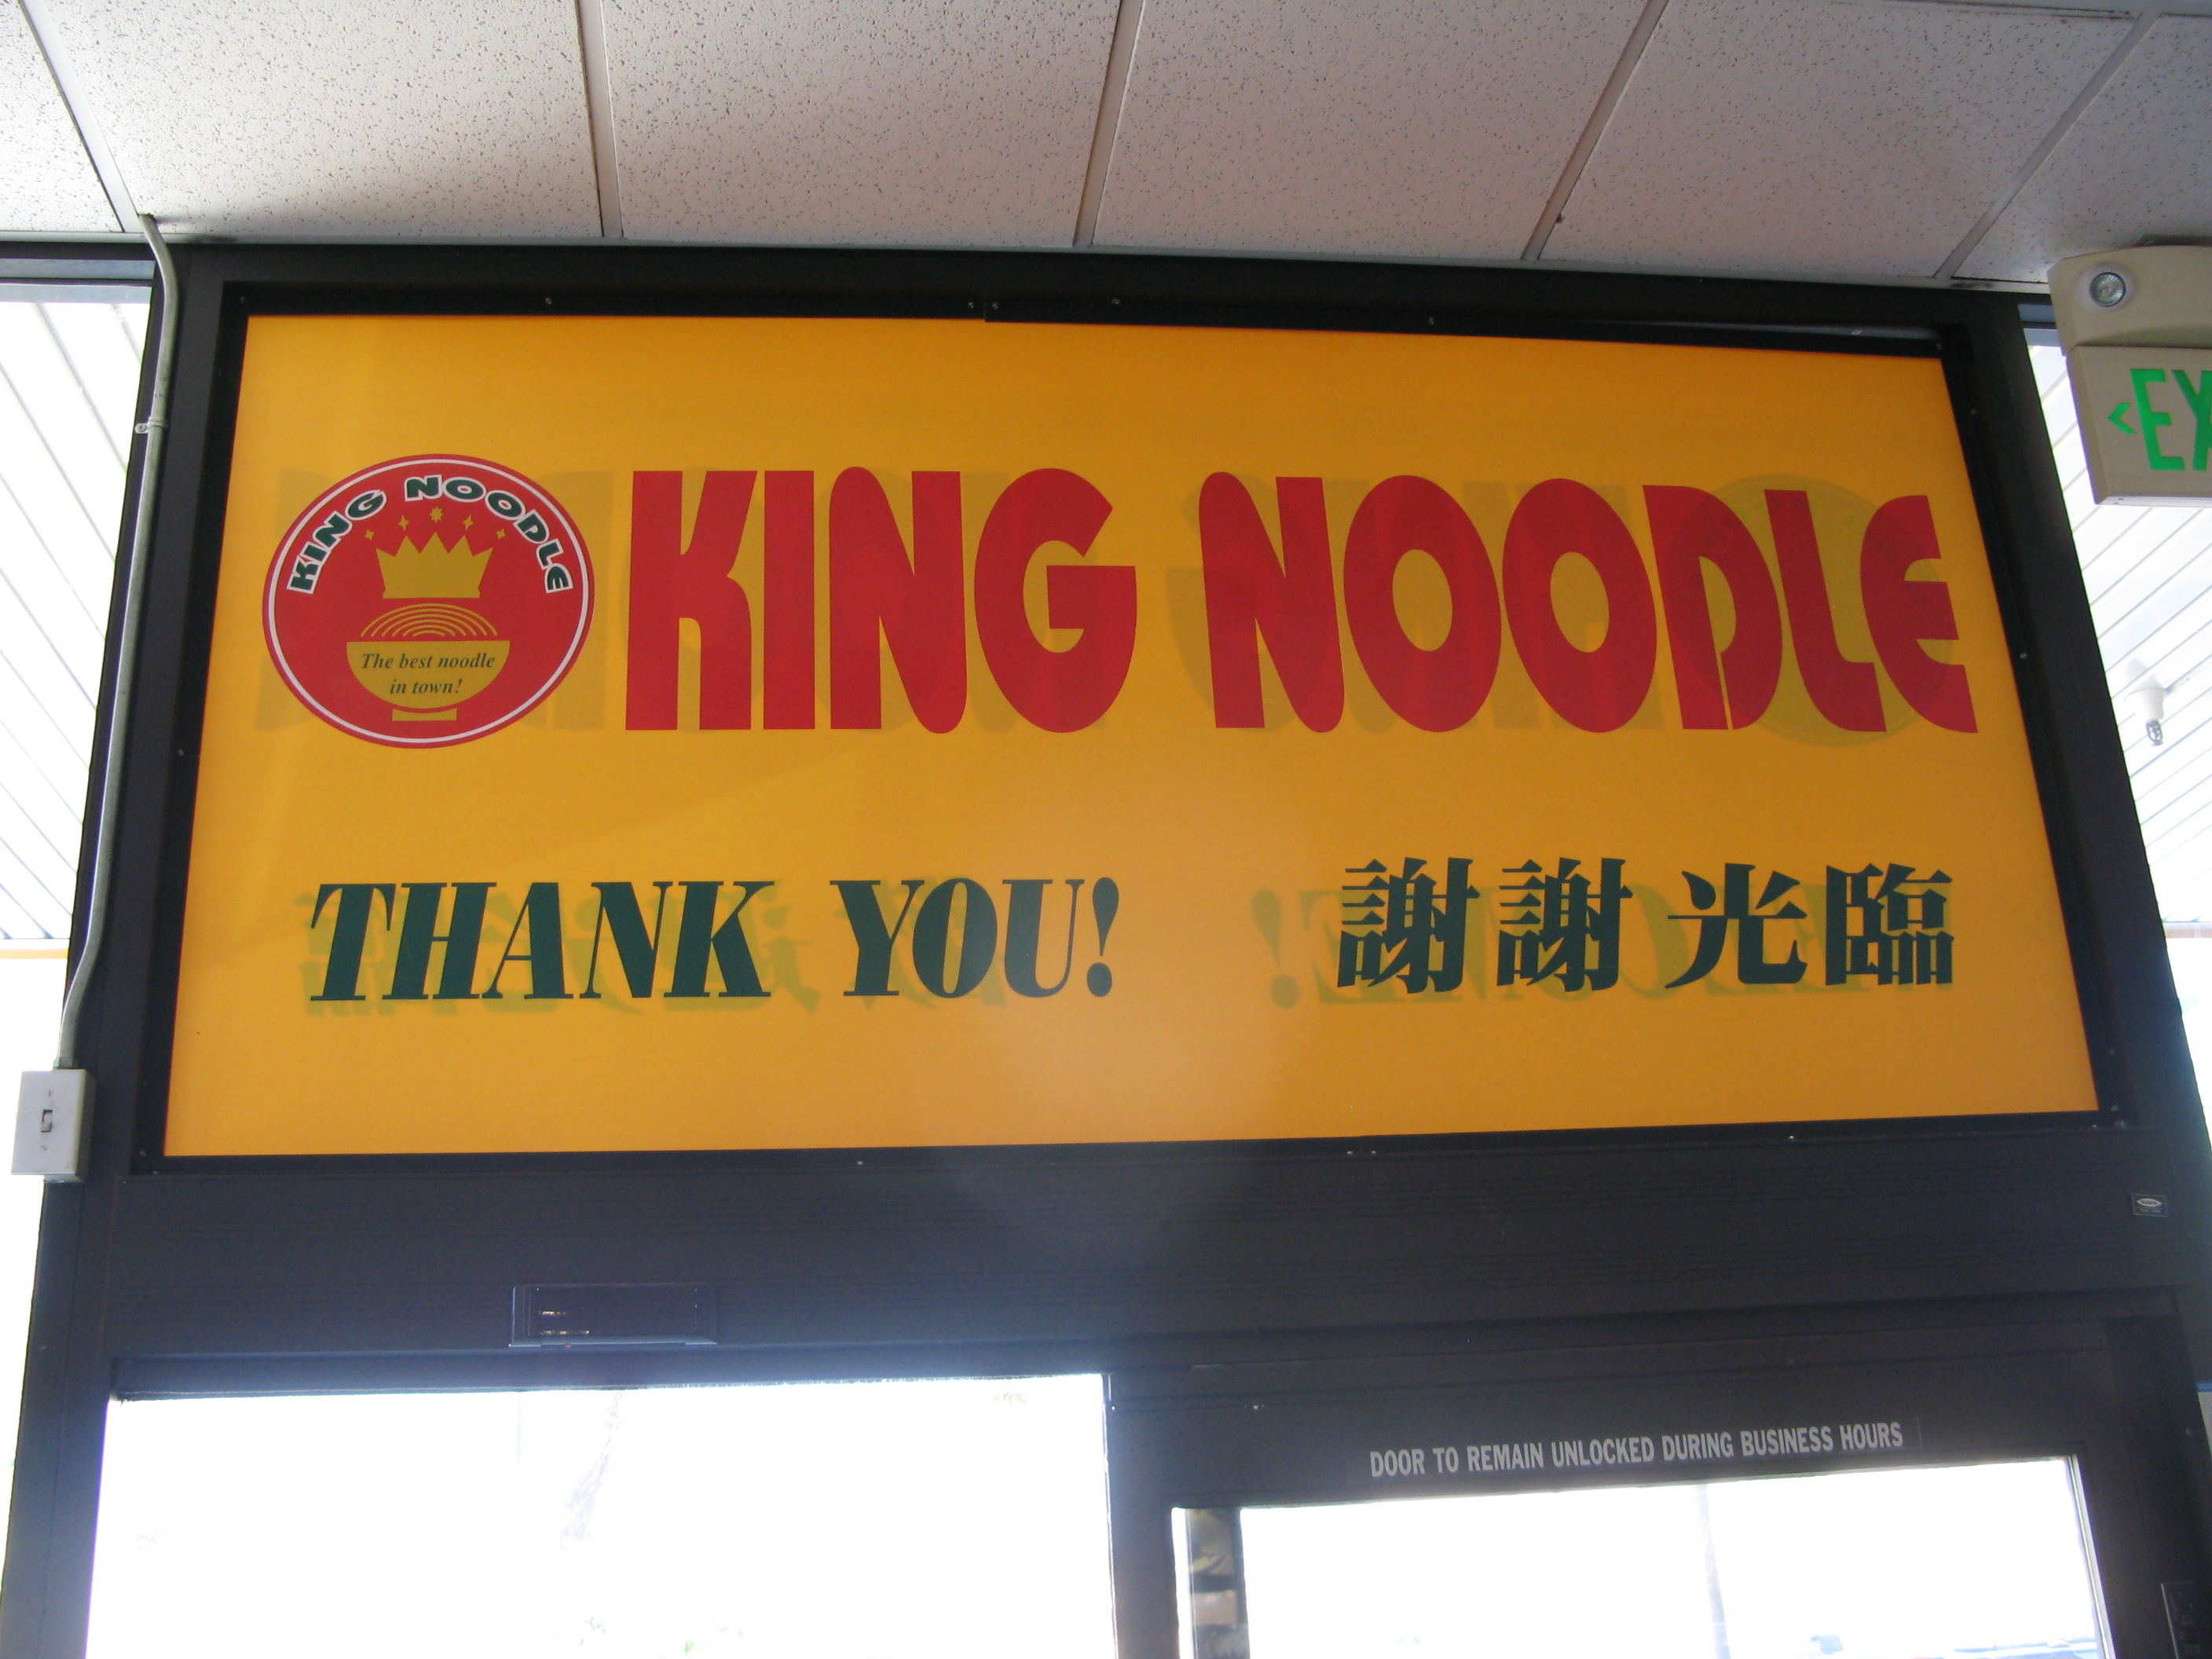 KING NOODLE
The best noodle
in town!
KING NOODLE
THANK YOU! 謝謝光臨
DOOR TO REMAIN UNLOCKED DURING BUSINESS HOURS